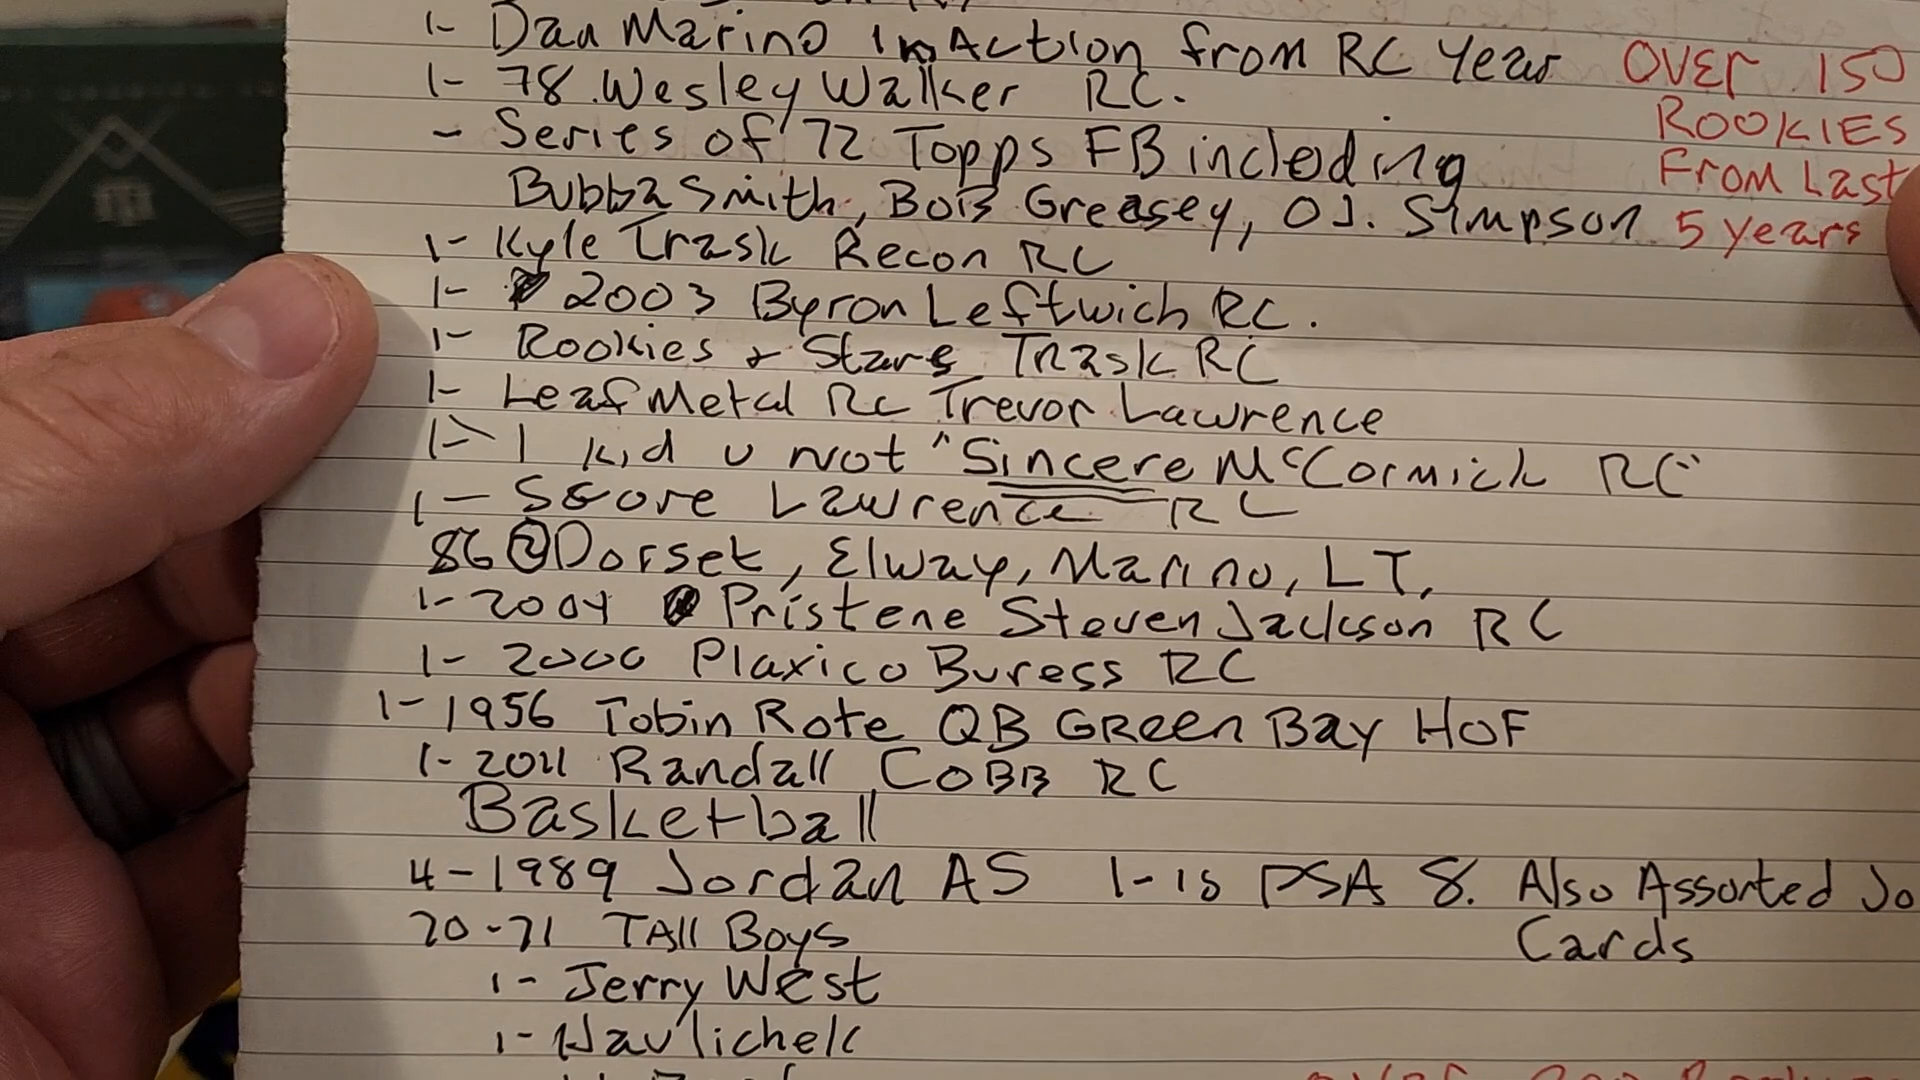 1- Dan Marino In Action from RC Year
1- 78 Wesley Walker RC.
- Series of '72 Topps FB incloding
Bubba Smith, Bob Greasey, OJ. Simpson
OVER 150
ROOKIES
From Last
5 years
1- Kyle Trask Recon RC
1- 2003 Byron Leftwich RC.
1- Rookies & Stars Trask RC
1- Leaf Metal RC Trevor Lawrence
1- I kid u not "Sincere McCormick RC"
1- Score Lawrence RC
86 Dorset, Elway, Marino, LT,
1- 2004 Pristene Steven Jackson RC
1- 2000 Plaxico Buress RC
1- 1956 Tobin Rote QB Green Bay HOF
1- 2011 Randall Cobb RC
Basketball
4- 1989 Jordan AS 1- is PSA 8. Also Assorted Jo
Cards
70-71 Tall Boys
1- Jerry West
1- Havlichek